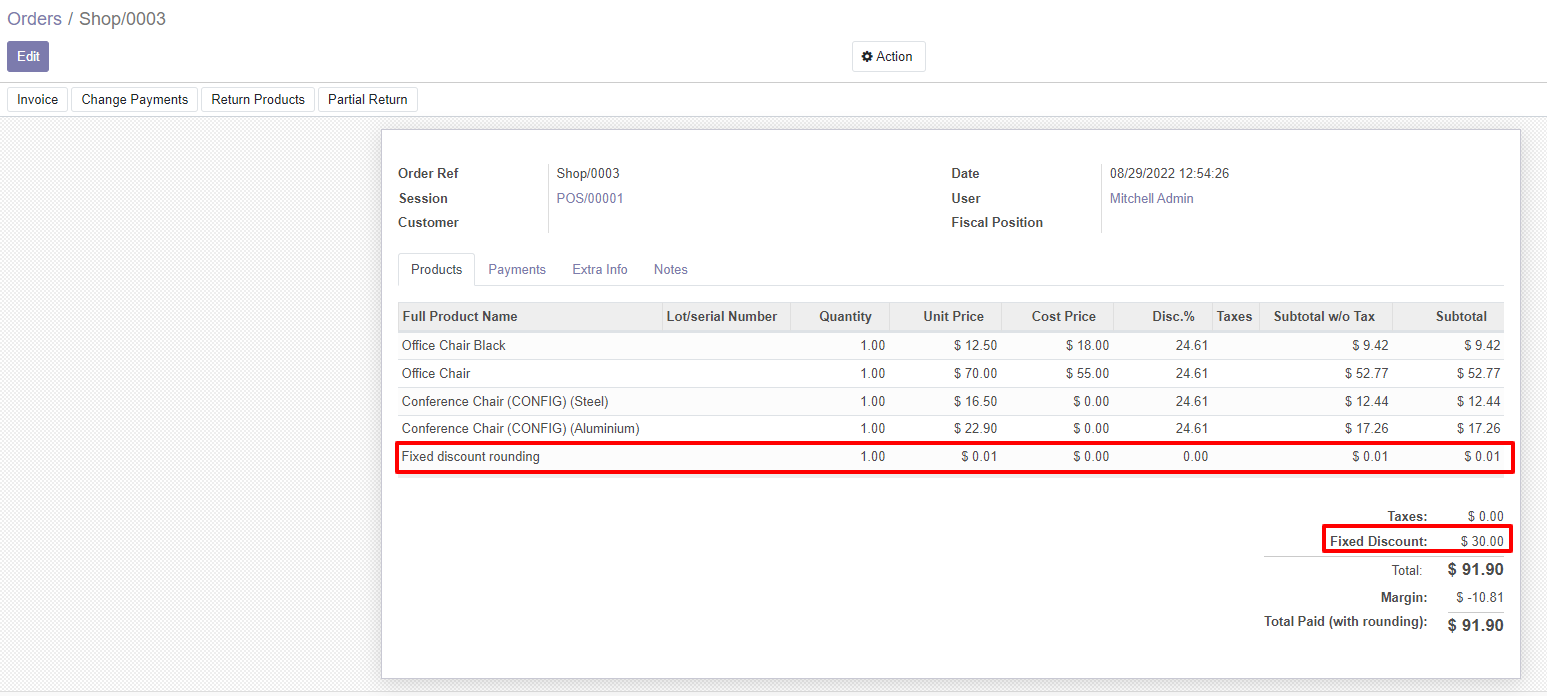 Orders / Shop/0003
Edit
Action
Invoice Change Payments Return Products Partial Return
Order Ref Shop/0003 Date 08/29/2022 12:54:26
Session POS/00001 User Mitchell Admin
Customer Fiscal Position
Products Payments Extra Info Notes
Full Product Name Lot/serial Number Quantity Unit Price Cost Price Disc.% Taxes Subtotal w/o Tax Subtotal
Office Chair Black 1.00 $ 12.50 $ 18.00 24.61 $ 9.42 $ 9.42
Office Chair 1.00 $ 70.00 $ 55.00 24.61 $ 52.77 $ 52.77
Conference Chair (CONFIG) (Steel) 1.00 $ 16.50 $ 0.00 24.61 $ 12.44 $ 12.44
Conference Chair (CONFIG) (Aluminium) 1.00 $ 22.90 $ 0.00 24.61 $ 17.26 $ 17.26
Fixed discount rounding 1.00 $ 0.01 $ 0.00 0.00 $ 0.01 $ 0.01
Taxes: $ 0.00
Fixed Discount: $ 30.00
Total: $ 91.90
Margin: $ -10.81
Total Paid (with rounding): $ 91.90